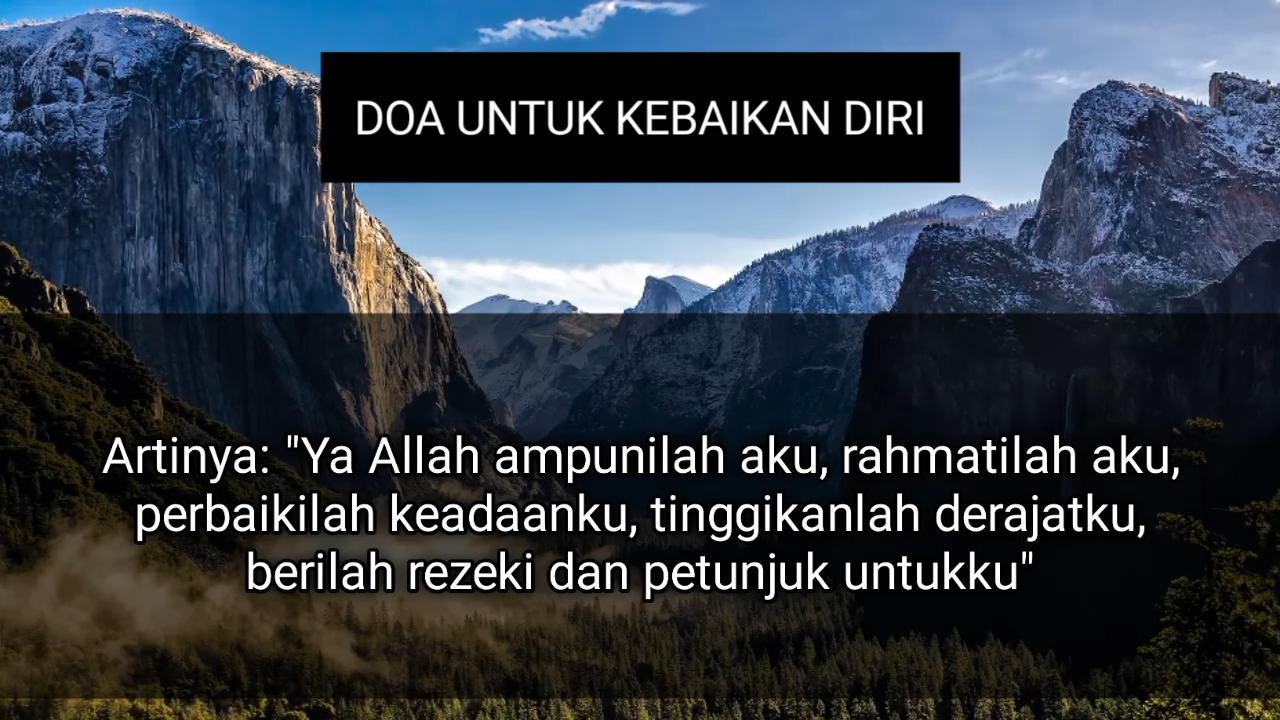 DOA UNTUK KEBAIKAN DIRI
Artinya: "Ya Allah ampunilah aku, rahmatilah aku,
perbaikilah keadaanku, tinggikanlah derajatku,
berilah rezeki dan petunjuk untukku"